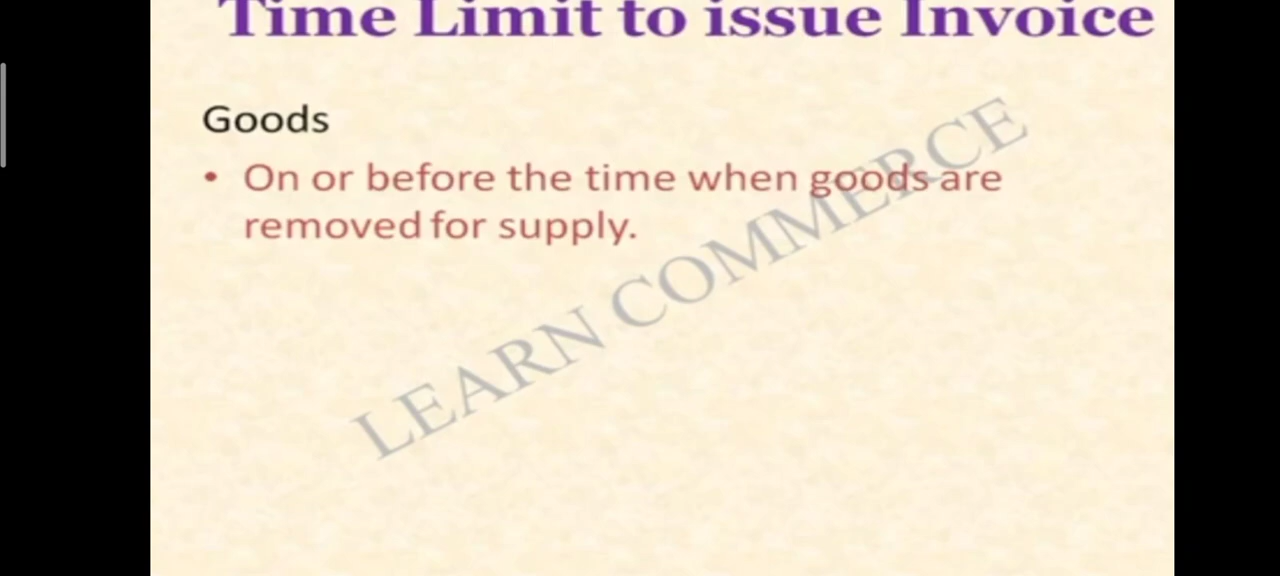 Time Limit to issue Invoice
Goods
• On or before the time when goods are
removed for supply.
LEARN COMMERCE